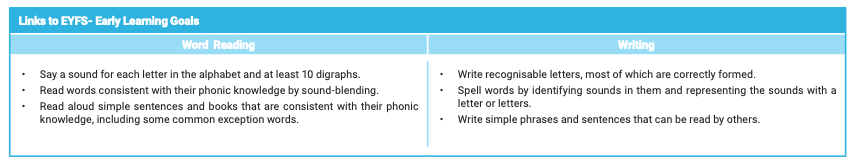 Links to EYFS- Early Learning Goals
Word Reading
• Say a sound for each letter in the alphabet and at least 10 digraphs.
• Read words consistent with their phonic knowledge by sound-blending.
• Read aloud simple sentences and books that are consistent with their phonic
knowledge, including some common exception words.
Writing
• Write recognisable letters, most of which are correctly formed.
• Spell words by identifying sounds in them and representing the sounds with a
letter or letters.
• Write simple phrases and sentences that can be read by others.